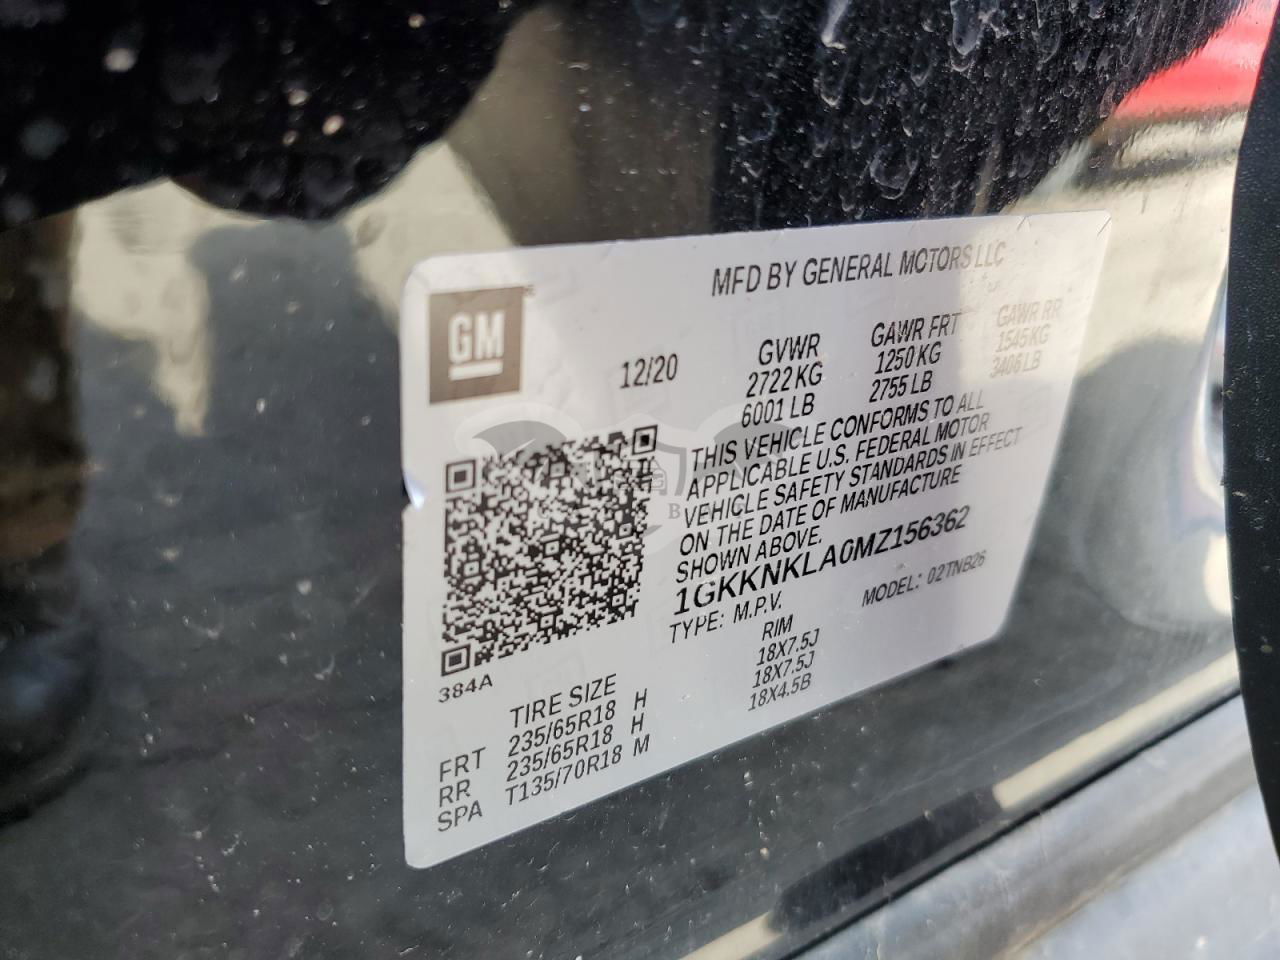 MFD BY GENERAL MOTORS LLC
GM
12/20
GVWR
2722 KG
6001 LB
GAWR FRT
1250 KG
2755 LB
GAWR RR
1545 KG
3406 LB
THIS VEHICLE CONFORMS TO ALL
APPLICABLE U.S. FEDERAL MOTOR
VEHICLE SAFETY STANDARDS IN EFFECT
ON THE DATE OF MANUFACTURE
SHOWN ABOVE.
1GKKNKLA0MZ156362
TYPE: M.P.V. MODEL: 02TNB26
384A
TIRE SIZE RIM
FRT 235/65R18 H 18X7.5J
RR 235/65R18 H 18X7.5J
SPA T135/70R18 M 18X4.5B